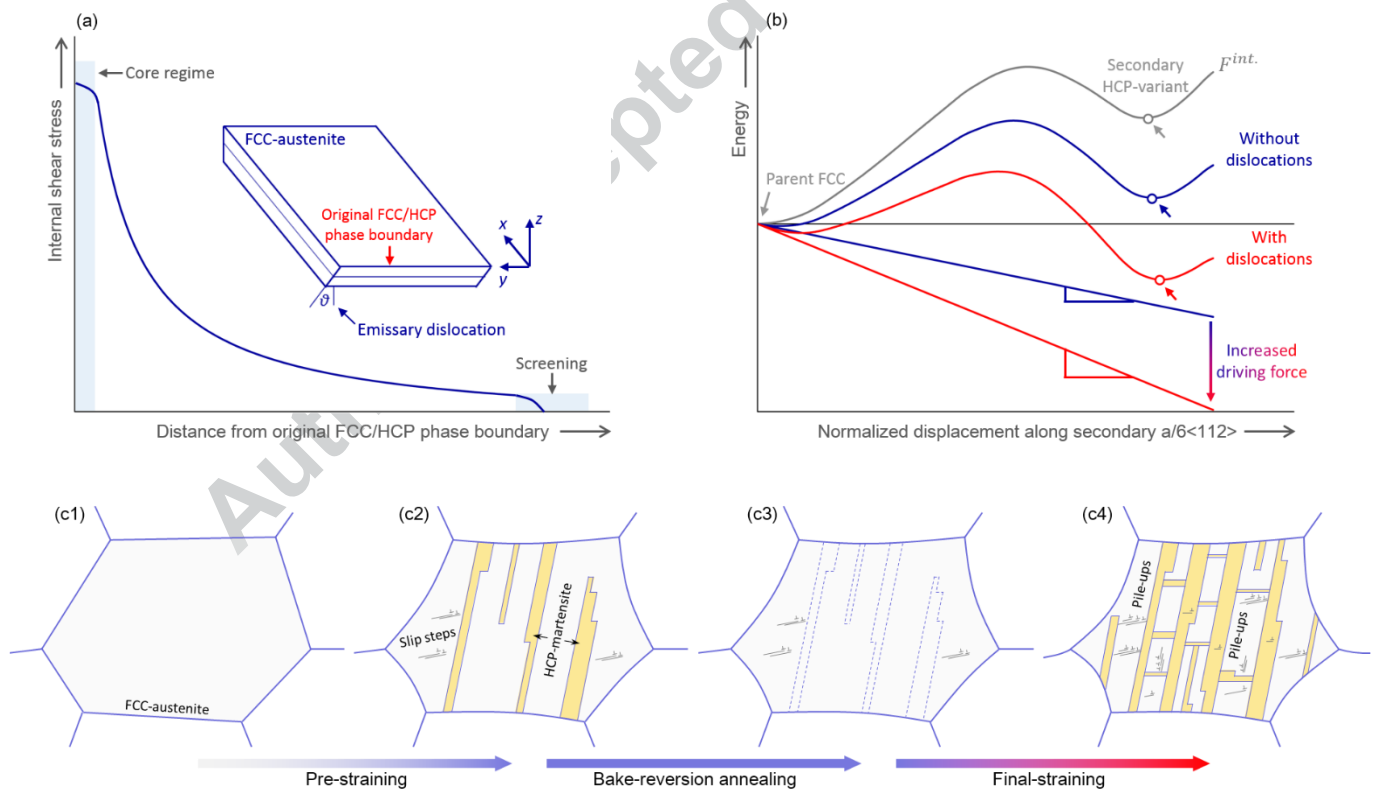 (a)
Internal shear stress
Core regime
FCC-austenite
Original FCC/HCP
phase boundary
x
z
y
ϑ
Emissary dislocation
Screening
Distance from original FCC/HCP phase boundary
(b)
Energy
Secondary
HCP-variant
F^{int.}
Parent FCC
Without
dislocations
With
dislocations
Increased
driving force
Normalized displacement along secondary a/6<112>
(c1)
FCC-austenite
(c2)
Slip steps
HCP-martensite
(c3)
(c4)
Pile-ups
Pile-ups
Pre-straining
Bake-reversion annealing
Final-straining